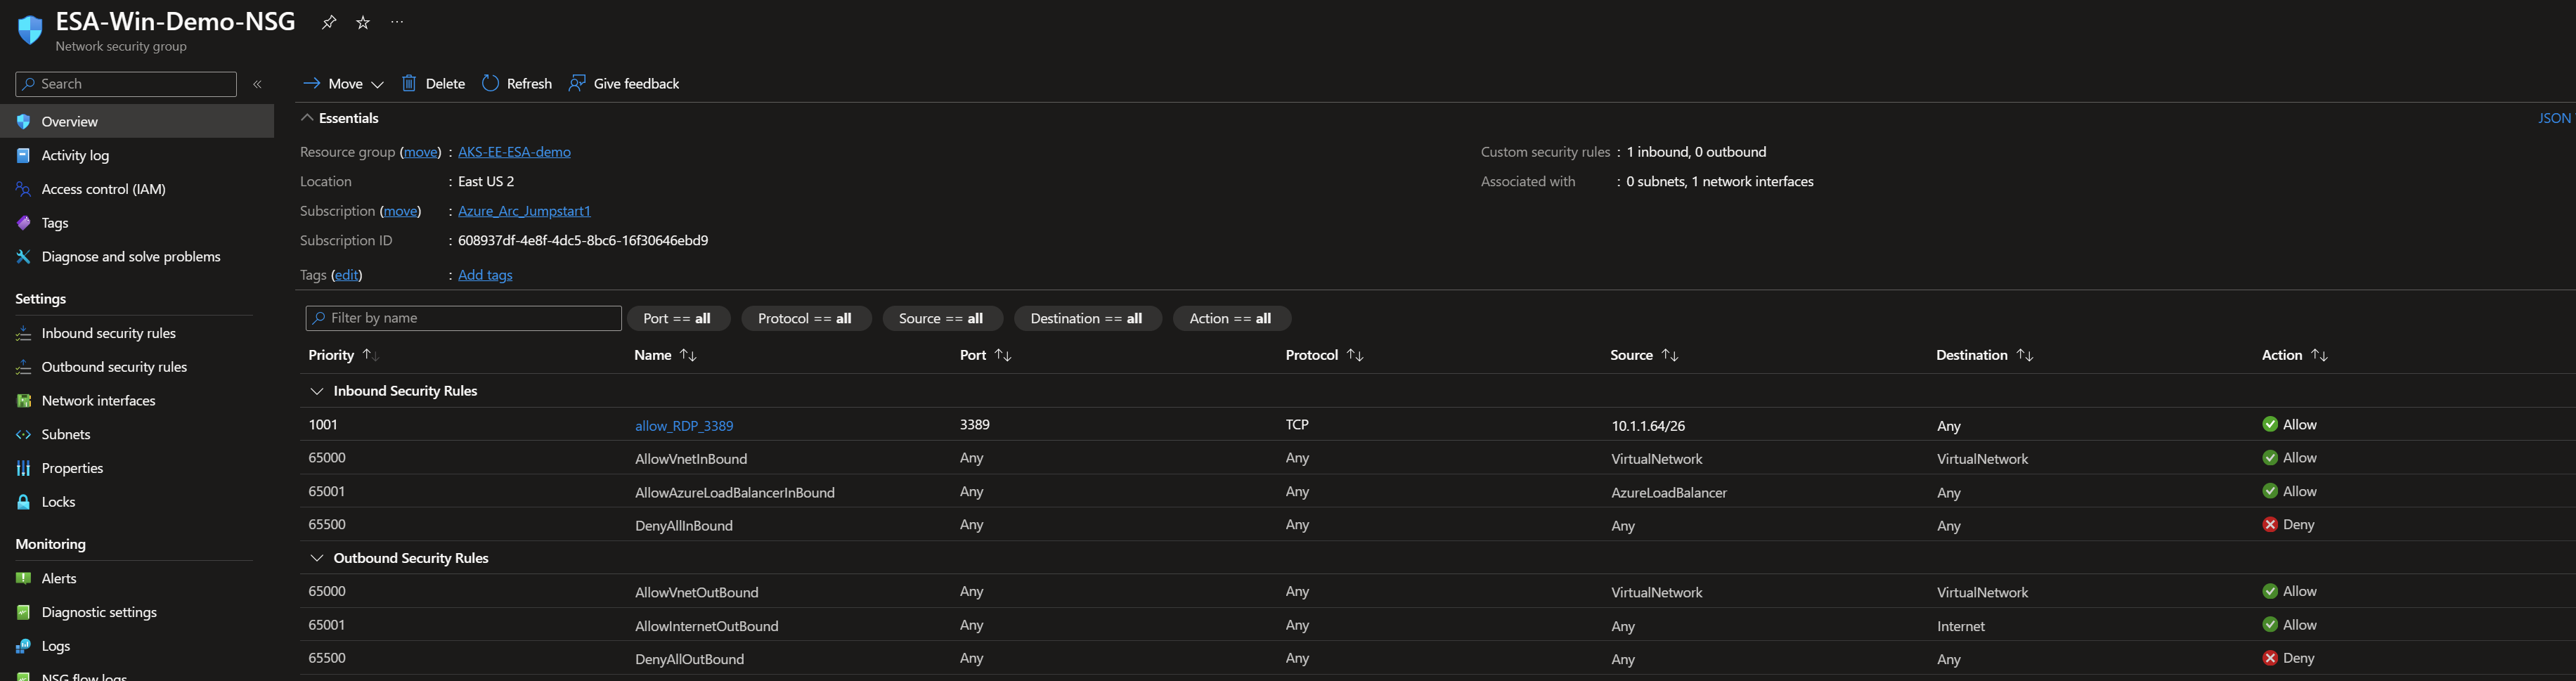 ESA-Win-Demo-NSG
Network security group
Search
Overview
Activity log
Access control (IAM)
Tags
Diagnose and solve problems
Settings
Inbound security rules
Outbound security rules
Network interfaces
Subnets
Properties
Locks
Monitoring
Alerts
Diagnostic settings
Logs
NSG flow logs
Move Delete Refresh Give feedback
Essentials
JSON
Resource group (move) : AKS-EE-ESA-demo
Location : East US 2
Subscription (move) : Azure_Arc_Jumpstart1
Subscription ID : 608937df-4e8f-4dc5-8bc6-16f30646ebd9
Tags (edit) : Add tags
Custom security rules : 1 inbound, 0 outbound
Associated with : 0 subnets, 1 network interfaces
Filter by name Port == all Protocol == all Source == all Destination == all Action == all
Priority Name Port Protocol Source Destination Action
Inbound Security Rules
1001 allow_RDP_3389 3389 TCP 10.1.1.64/26 Any Allow
65000 AllowVnetInBound Any Any VirtualNetwork VirtualNetwork Allow
65001 AllowAzureLoadBalancerInBound Any Any AzureLoadBalancer Any Allow
65500 DenyAllInBound Any Any Any Any Deny
Outbound Security Rules
65000 AllowVnetOutBound Any Any VirtualNetwork VirtualNetwork Allow
65001 AllowInternetOutBound Any Any Any Internet Allow
65500 DenyAllOutBound Any Any Any Any Deny